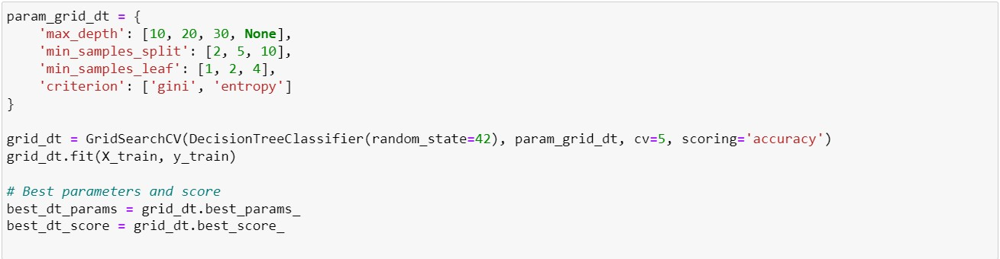 param_grid_dt = {
    'max_depth': [10, 20, 30, None],
    'min_samples_split': [2, 5, 10],
    'min_samples_leaf': [1, 2, 4],
    'criterion': ['gini', 'entropy']
}
grid_dt = GridSearchCV(DecisionTreeClassifier(random_state=42), param_grid_dt, cv=5, scoring='accuracy')
grid_dt.fit(X_train, y_train)
# Best parameters and score
best_dt_params = grid_dt.best_params_
best_dt_score = grid_dt.best_score_